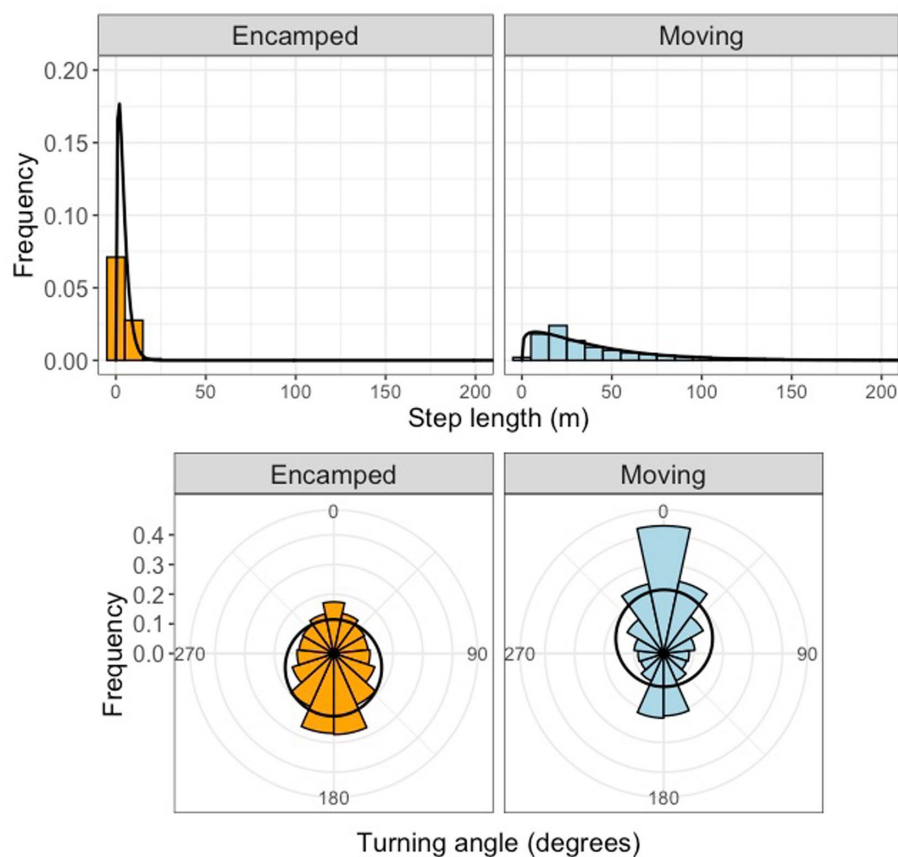 Encamped Moving
Frequency
0.20
0.15
0.10
0.05
0.00
0 50 100 150 200 0 50 100 150 200
Step length (m)
Encamped Moving
Frequency
0.4
0.3
0.2
0.1
0.0
0 90 180 270
0 90 180 270
Turning angle (degrees)